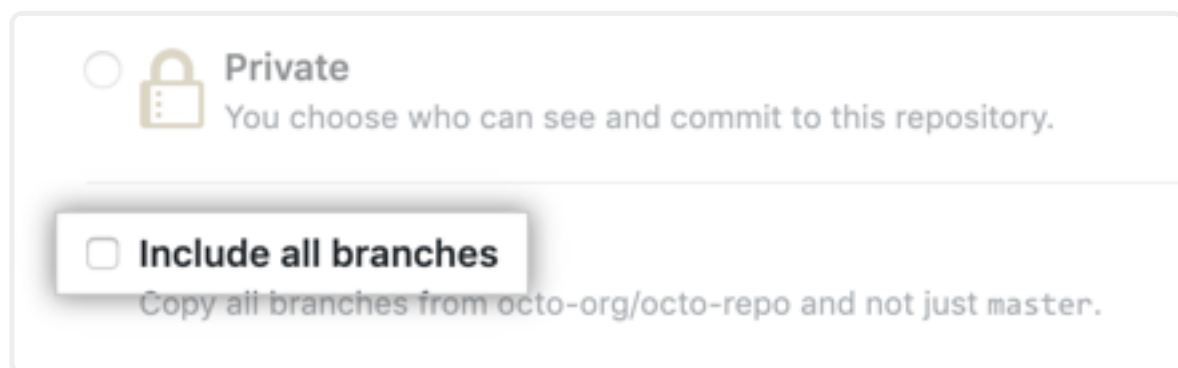 Private
You choose who can see and commit to this repository.
Include all branches
Copy all branches from octo-org/octo-repo and not just master.